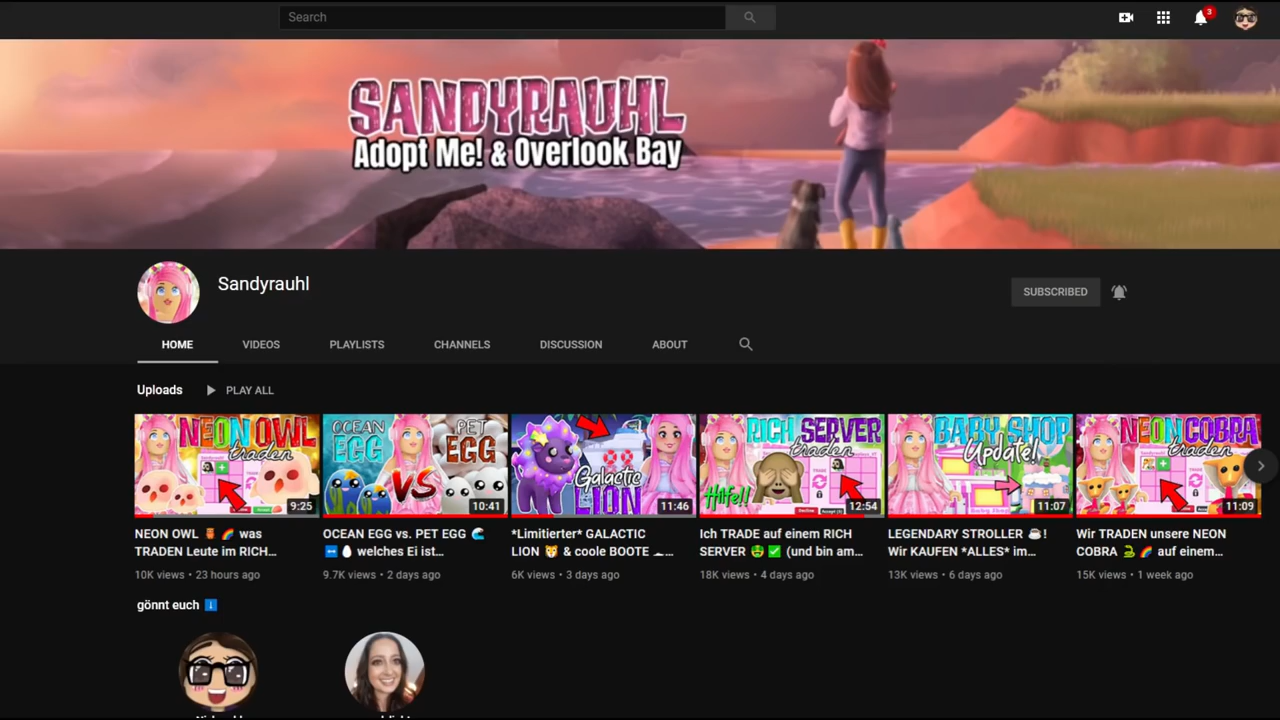 Search
3
SANDYRAUHL
Adopt Me! & Overlook Bay
Sandyrauhl
SUBSCRIBED
HOME
VIDEOS
PLAYLISTS
CHANNELS
DISCUSSION
ABOUT
Uploads
PLAY ALL
NEON OWL
traden
9:25
OCEAN EGG
VS
PET EGG
10:41
Galactic
LION
11:46
RICH SERVER
traden
Hilfe!!
12:54
BABY SHOP
Update!
11:07
NEON COBRA
traden
11:09
NEON OWL 🦉 🌈 was
TRADEN Leute im RICH...
10K views • 23 hours ago
OCEAN EGG vs. PET EGG 🌊
↔️🥚 welches Ei ist...
9.7K views • 2 days ago
*Limitierter* GALACTIC
LION 🦁 & coole BOOTE 🛥...
6K views • 3 days ago
Ich TRADE auf einem RICH
SERVER 🤑 ✅ (und bin am...
18K views • 4 days ago
LEGENDARY STROLLER ☕!
Wir KAUFEN *ALLES* im...
13K views • 6 days ago
Wir TRADEN unsere NEON
COBRA 🐍 🌈 auf einem...
15K views • 1 week ago
gönnt euch ⬇️